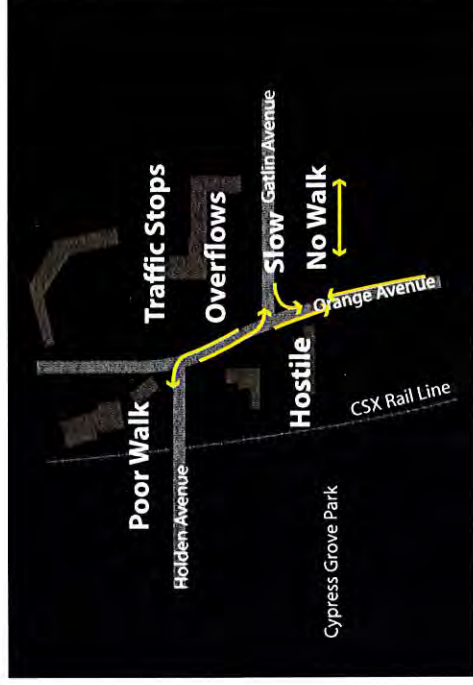 Traffic Stops
Overflows
Slow
Gatlin Avenue
No Walk
Orange Avenue
Poor Walk
Hostile
CSX Rail Line
Holden Avenue
Cypress Grove Park